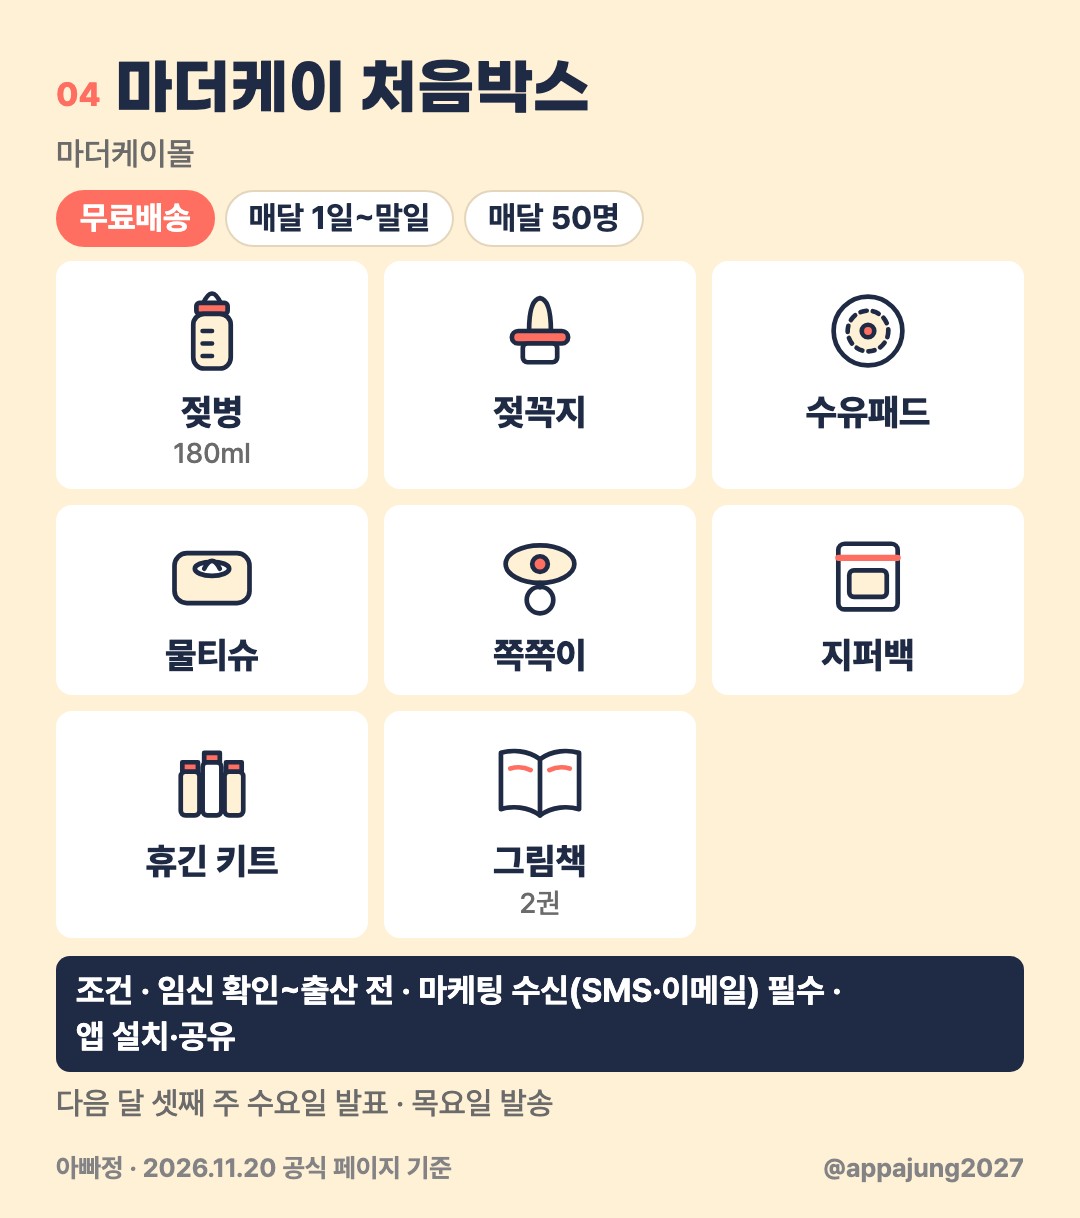 04 마더케이 처음박스
마더케이몰
무료배송 매달 1일~말일 매달 50명
젖병 젖꼭지 수유패드
180ml
물티슈 쪽쪽이 지퍼백
휴긴 키트 그림책
2권
조건 · 임신 확인~출산 전 · 마케팅 수신(SMS·이메일) 필수 ·
앱 설치·공유
다음 달 셋째 주 수요일 발표 · 목요일 발송
아빠정 · 2026.11.20 공식 페이지 기준 @appajung2027